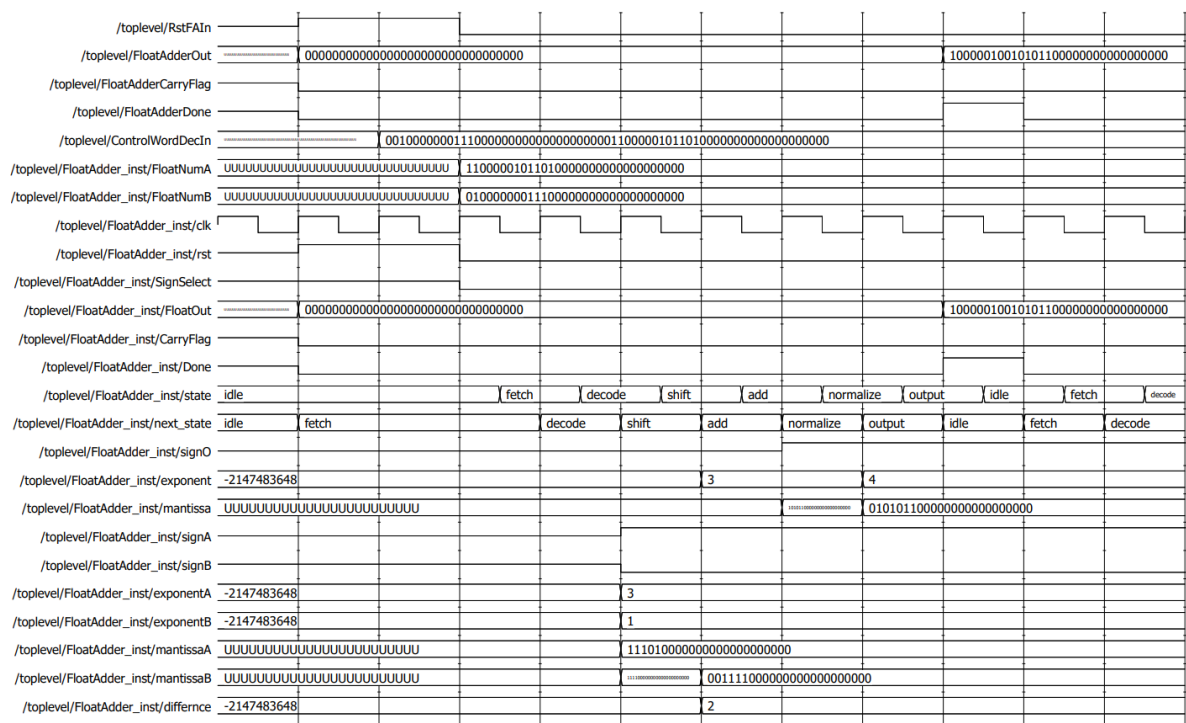 /toplevel/RstFAIn
/toplevel/FloatAdderOut 00000000000000000000000000000000 10000010010101100000000000000000
/toplevel/FloatAdderCarryFlag
/toplevel/FloatAdderDone
/toplevel/ControlWordDecIn 00100000001110000000000000000000011000001011010000000000000000000
/toplevel/FloatAdder_inst/FloatNumA UUUUUUUUUUUUUUUUUUUUUUUUUUUUUUUU 11000001011010000000000000000000
/toplevel/FloatAdder_inst/FloatNumB UUUUUUUUUUUUUUUUUUUUUUUUUUUUUUUU 01000000011100000000000000000000
/toplevel/FloatAdder_inst/clk
/toplevel/FloatAdder_inst/rst
/toplevel/FloatAdder_inst/SignSelect
/toplevel/FloatAdder_inst/FloatOut 00000000000000000000000000000000 10000010010101100000000000000000
/toplevel/FloatAdder_inst/CarryFlag
/toplevel/FloatAdder_inst/Done
/toplevel/FloatAdder_inst/state idle fetch decode shift add normalize output idle fetch decode
/toplevel/FloatAdder_inst/next_state idle fetch decode shift add normalize output idle fetch decode
/toplevel/FloatAdder_inst/signO
/toplevel/FloatAdder_inst/exponent -2147483648 3 4
/toplevel/FloatAdder_inst/mantissa UUUUUUUUUUUUUUUUUUUUUUUU 010101100000000000000000
/toplevel/FloatAdder_inst/signA
/toplevel/FloatAdder_inst/signB
/toplevel/FloatAdder_inst/exponentA -2147483648 3
/toplevel/FloatAdder_inst/exponentB -2147483648 1
/toplevel/FloatAdder_inst/mantissaA UUUUUUUUUUUUUUUUUUUUUUUU 111010000000000000000000
/toplevel/FloatAdder_inst/mantissaB UUUUUUUUUUUUUUUUUUUUUUUU 001111000000000000000000
/toplevel/FloatAdder_inst/differnce -2147483648 2